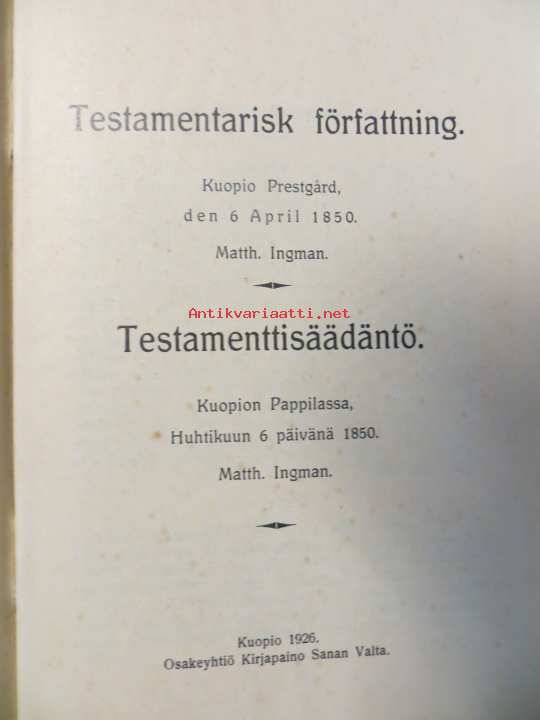 Testamentarisk författning.
Kuopio Prestgård,
den 6 April 1850.
Matth. Ingman.
Antikvariaatti.net
Testamenttisäädäntö.
Kuopion Pappilassa,
Huhtikuun 6 päivänä 1850.
Matth. Ingman.
Kuopio 1926.
Osakeyhtiö Kirjapaino Sanan Valta.